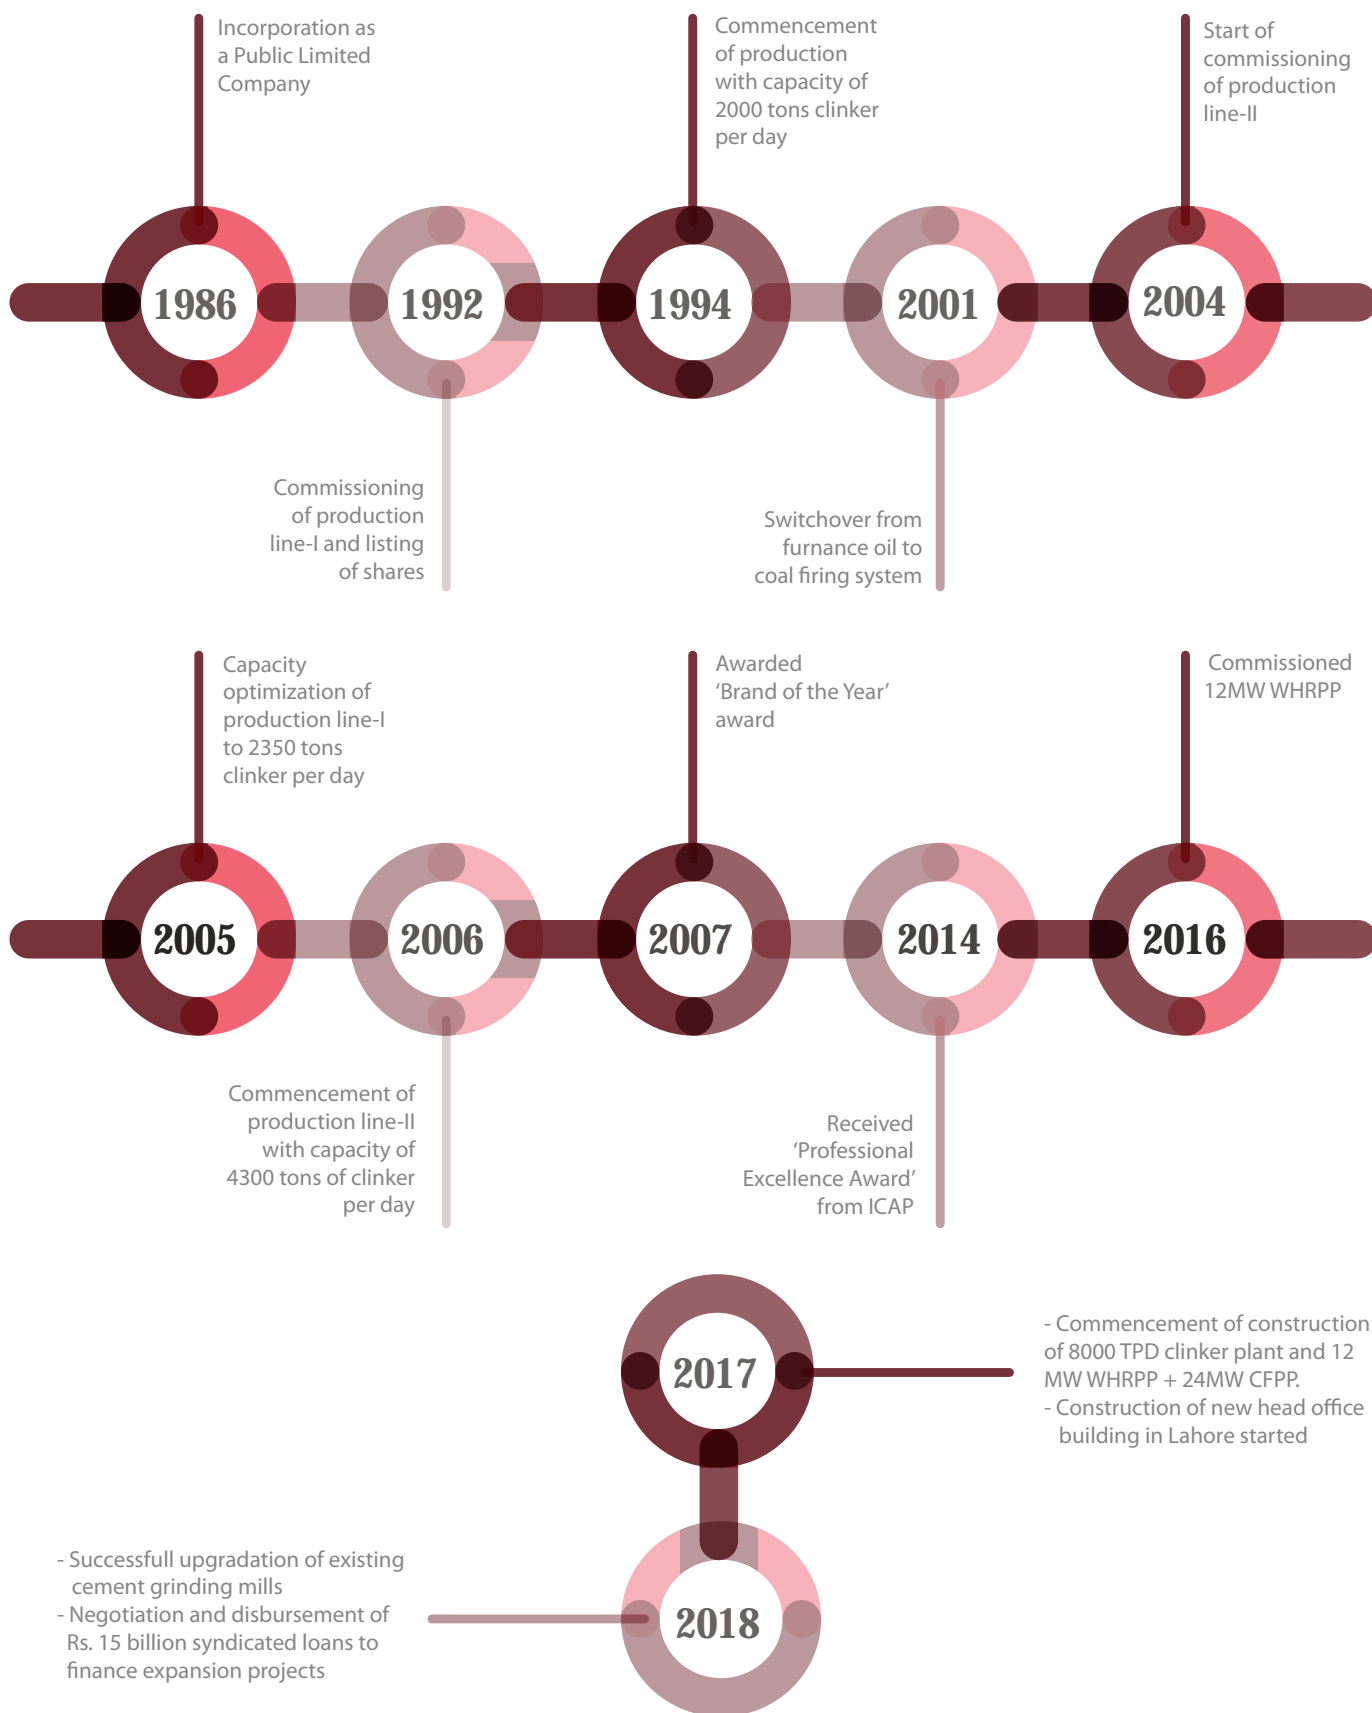 Incorporation as
a Public Limited
Company
Commencement
of production
with capacity of
2000 tons clinker
per day
Start of
commissioning
of production
line-II
1986
1992
1994
2001
2004
Commissioning
of production
line-I and listing
of shares
Switchover from
furnance oil to
coal firing system
Capacity
optimization of
production line-I
to 2350 tons
clinker per day
Awarded
‘Brand of the Year’
award
Commissioned
12MW WHRPP
2005
2006
2007
2014
2016
Commencement of
production line-II
with capacity of
4300 tons of clinker
per day
Received
‘Professional
Excellence Award’
from ICAP
2017
- Commencement of construction
of 8000 TPD clinker plant and 12
MW WHRPP + 24MW CFPP.
- Construction of new head office
building in Lahore started
- Successfull upgradation of existing
cement grinding mills
- Negotiation and disbursement of
Rs. 15 billion syndicated loans to
finance expansion projects
2018